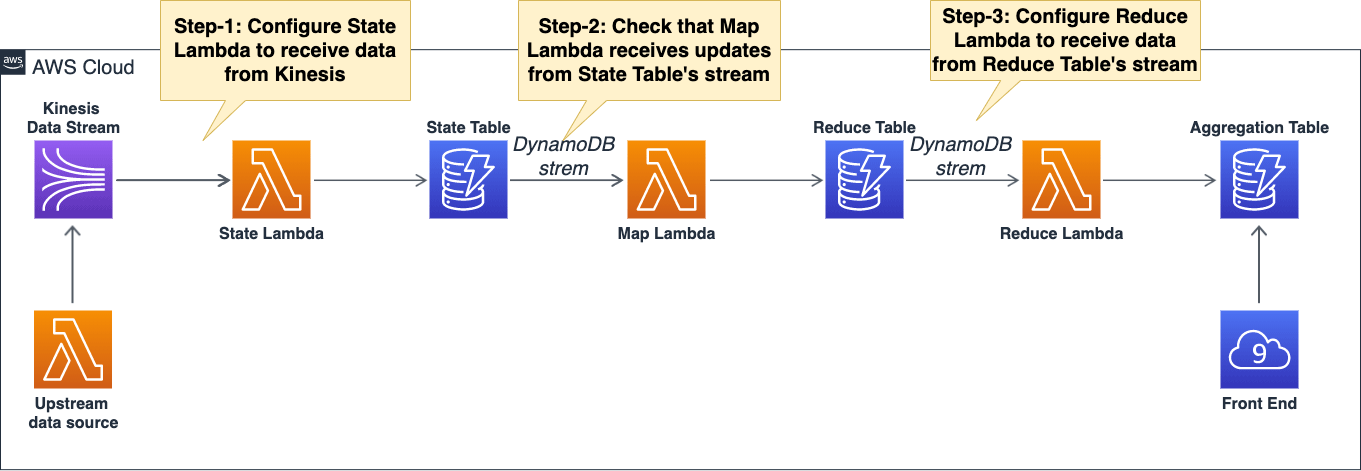 Step-1: Configure State
Lambda to receive data
from Kinesis
Step-2: Check that Map
Lambda receives updates
from State Table's stream
Step-3: Configure Reduce
Lambda to receive data
from Reduce Table's stream
aws
AWS Cloud
Kinesis
Data Stream
State Table
DynamoDB
strem
Reduce Table
DynamoDB
strem
Aggregation Table
State Lambda
Map Lambda
Reduce Lambda
9
Upstream
data source
Front End